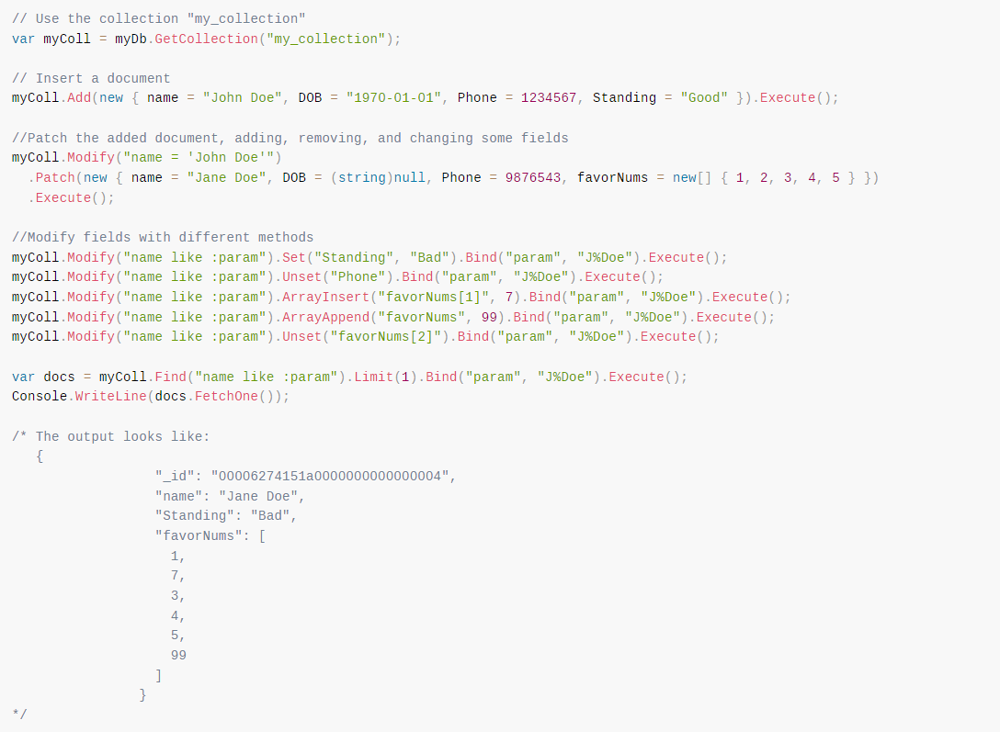 // Use the collection "my_collection"
var myColl = myDb.GetCollection("my_collection");

// Insert a document
myColl.Add(new { name = "John Doe", DOB = "1970-01-01", Phone = 1234567, Standing = "Good" }).Execute();

//Patch the added document, adding, removing, and changing some fields
myColl.Modify("name = 'John Doe'")
  .Patch(new { name = "Jane Doe", DOB = (string)null, Phone = 9876543, favorNums = new[] { 1, 2, 3, 4, 5 } })
  .Execute();

//Modify fields with different methods
myColl.Modify("name like :param").Set("Standing", "Bad").Bind("param", "J%Doe").Execute();
myColl.Modify("name like :param").Unset("Phone").Bind("param", "J%Doe").Execute();
myColl.Modify("name like :param").ArrayInsert("favorNums[1]", 7).Bind("param", "J%Doe").Execute();
myColl.Modify("name like :param").ArrayAppend("favorNums", 99).Bind("param", "J%Doe").Execute();
myColl.Modify("name like :param").Unset("favorNums[2]").Bind("param", "J%Doe").Execute();

var docs = myColl.Find("name like :param").Limit(1).Bind("param", "J%Doe").Execute();
Console.WriteLine(docs.FetchOne());

/* The output looks like:
   {
                  "_id": "00006274151a0000000000000004",
                  "name": "Jane Doe",
                  "Standing": "Bad",
                  "favorNums": [
                    1,
                    7,
                    3,
                    4,
                    5,
                    99
                  ]
                }
*/